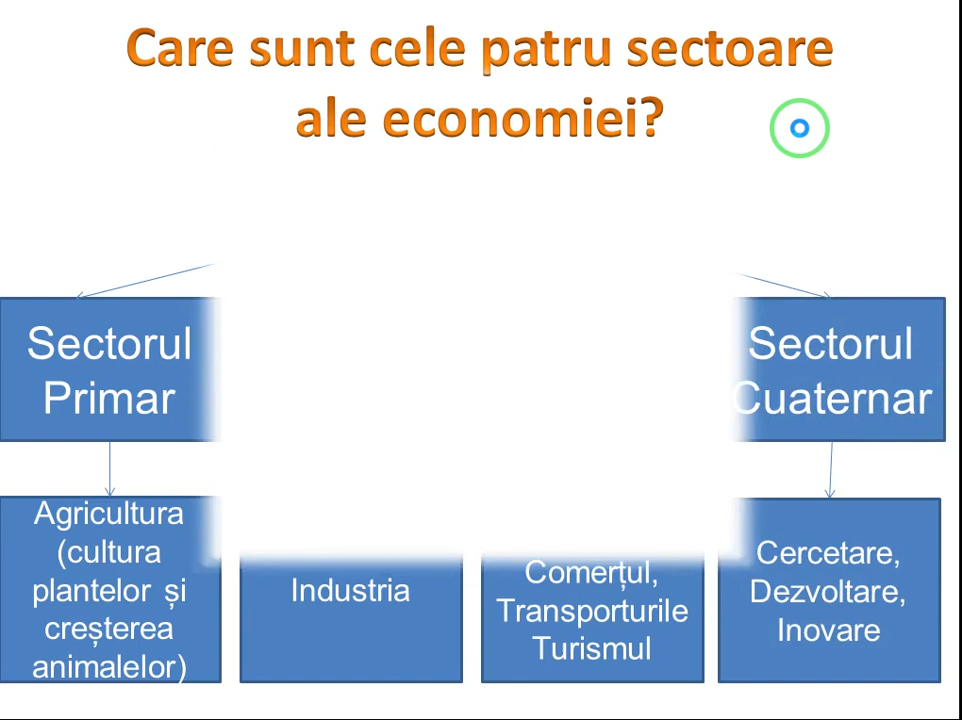 Care sunt cele patru sectoare
ale economiei?
Sectorul
Primar
Sectorul
Cuaternar
Agricultura
(cultura
plantelor și
creșterea
animalelor)
Industria
Comerțul,
Transporturile
Turismul
Cercetare,
Dezvoltare,
Inovare